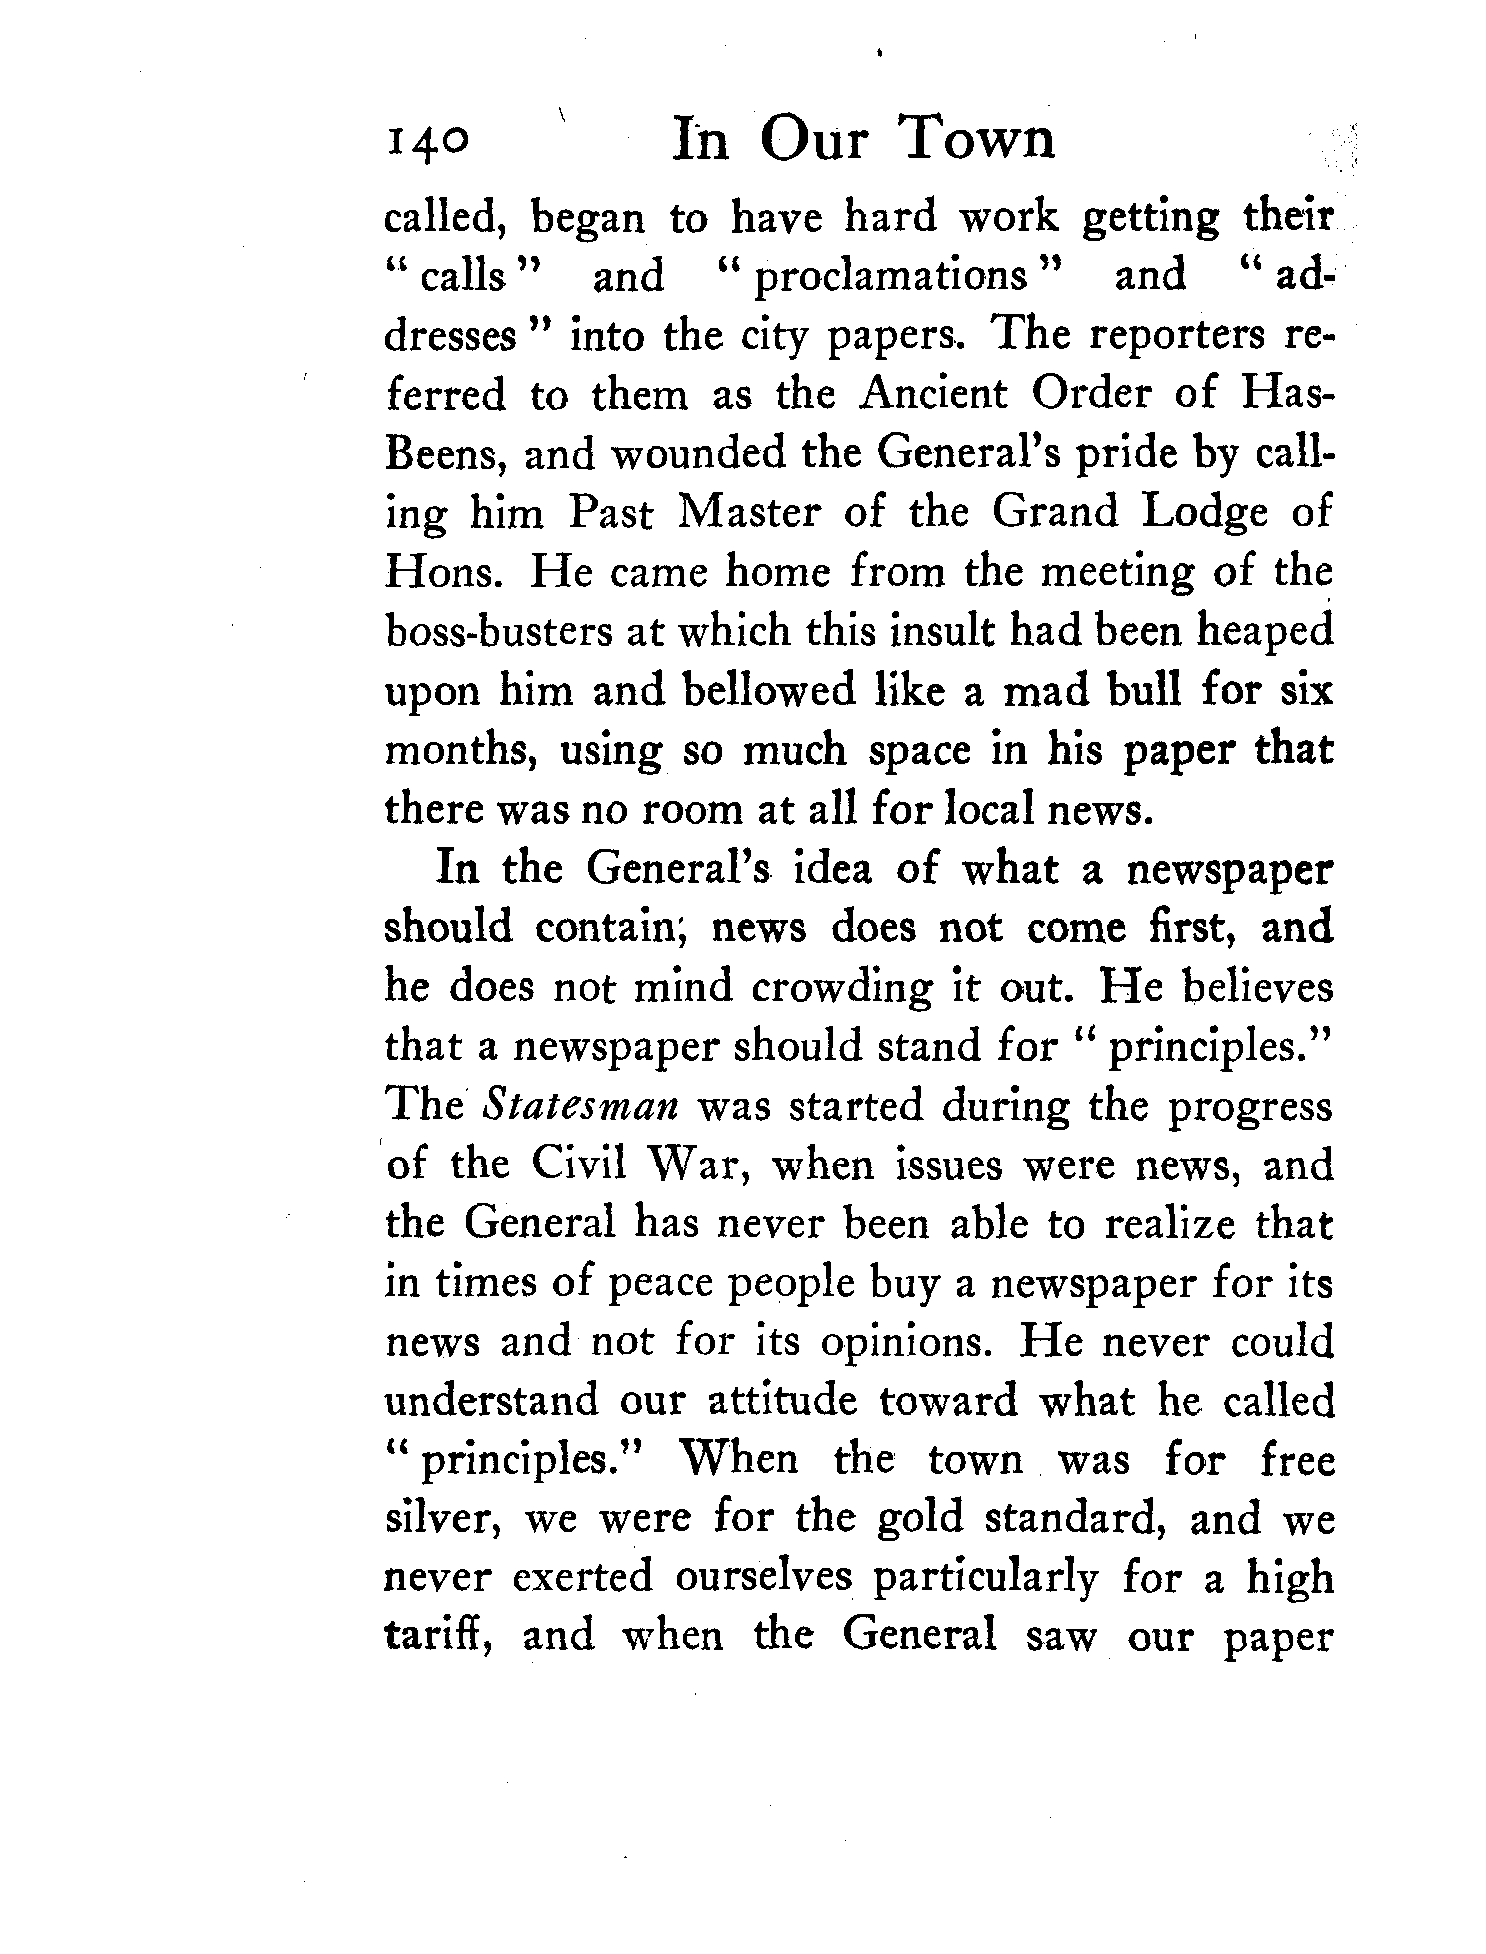 140 In Our Town
called, began to have hard work getting their
“ calls ” and “ proclamations ” and “ ad-
dresses ” into the city papers. The reporters re-
ferred to them as the Ancient Order of Has-
Beens, and wounded the General’s pride by call-
ing him Past Master of the Grand Lodge of
Hons. He came home from the meeting of the
boss-busters at which this insult had been heaped
upon him and bellowed like a mad bull for six
months, using so much space in his paper that
there was no room at all for local news.
In the General’s idea of what a newspaper
should contain; news does not come first, and
he does not mind crowding it out. He believes
that a newspaper should stand for “ principles.”
The Statesman was started during the progress
of the Civil War, when issues were news, and
the General has never been able to realize that
in times of peace people buy a newspaper for its
news and not for its opinions. He never could
understand our attitude toward what he called
“ principles.” When the town was for free
silver, we were for the gold standard, and we
never exerted ourselves particularly for a high
tariff, and when the General saw our paper